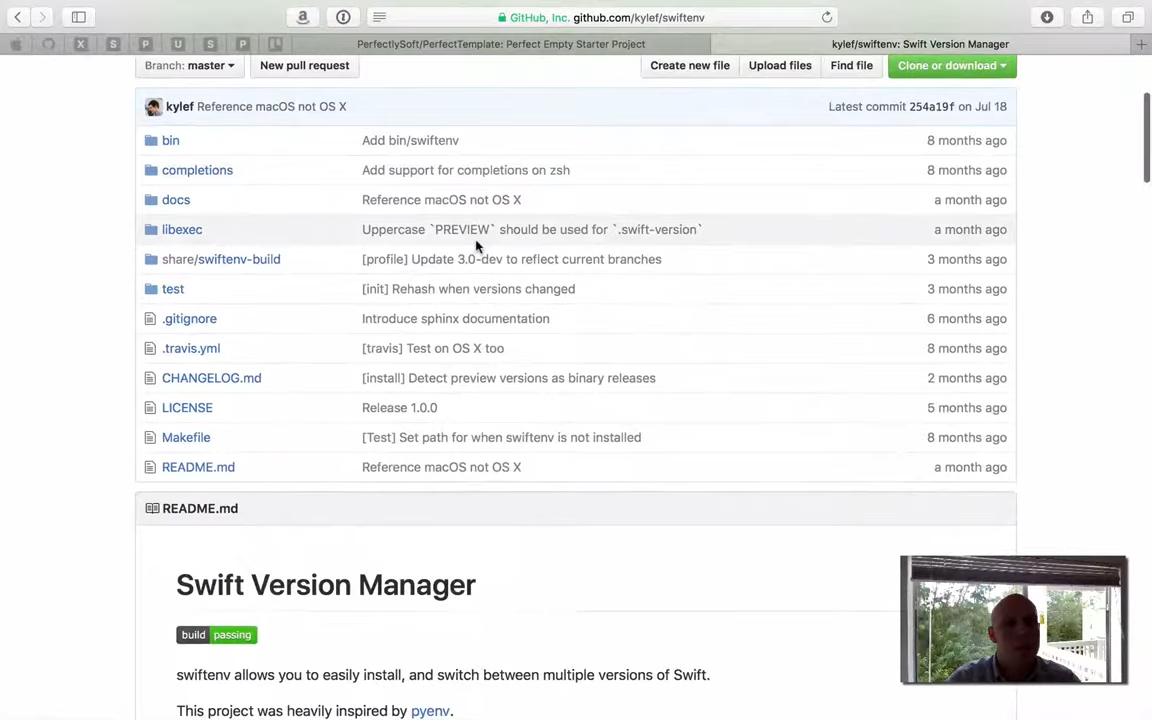 GitHub, Inc. github.com/kylef/swiftenv
X S P U S P
PerfectlySoft/PerfectTemplate: Perfect Empty Starter Project
kylef/swiftenv: Swift Version Manager
Branch: master
New pull request
Create new file
Upload files
Find file
Clone or download
kylef Reference macOS not OS X
Latest commit 254a19f on Jul 18
bin Add bin/swiftenv 8 months ago
completions Add support for completions on zsh 8 months ago
docs Reference macOS not OS X a month ago
libexec Uppercase `PREVIEW` should be used for `.swift-version` a month ago
share/swiftenv-build [profile] Update 3.0-dev to reflect current branches 3 months ago
test [init] Rehash when versions changed 3 months ago
.gitignore Introduce sphinx documentation 6 months ago
.travis.yml [travis] Test on OS X too 8 months ago
CHANGELOG.md [install] Detect preview versions as binary releases 2 months ago
LICENSE Release 1.0.0 5 months ago
Makefile [Test] Set path for when swiftenv is not installed 8 months ago
README.md Reference macOS not OS X a month ago
README.md
Swift Version Manager
build passing
swiftenv allows you to easily install, and switch between multiple versions of Swift.
This project was heavily inspired by pyenv.